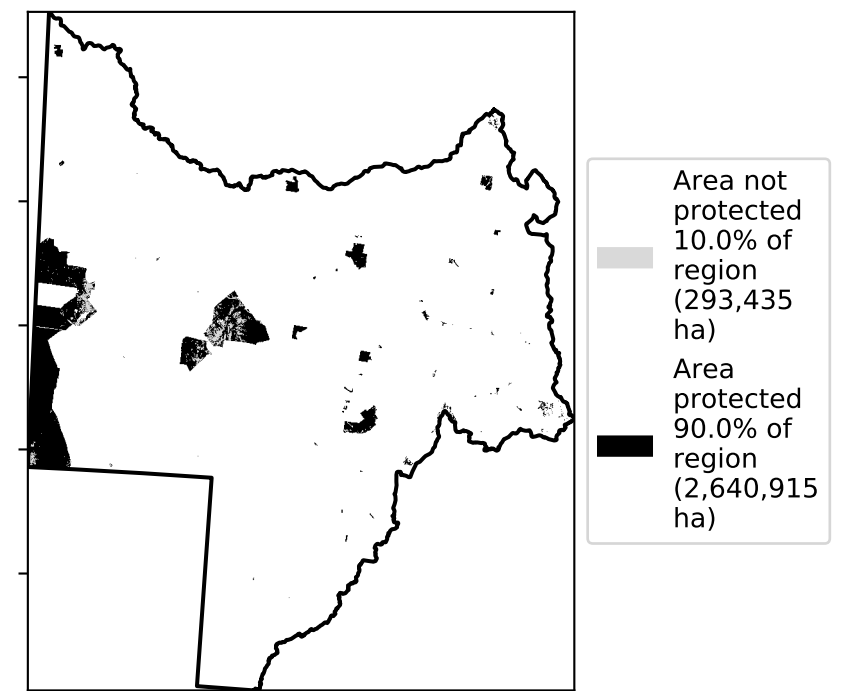 Area not
protected
10.0% of
region
(293,435
ha)
Area
protected
90.0% of
region
(2,640,915
ha)